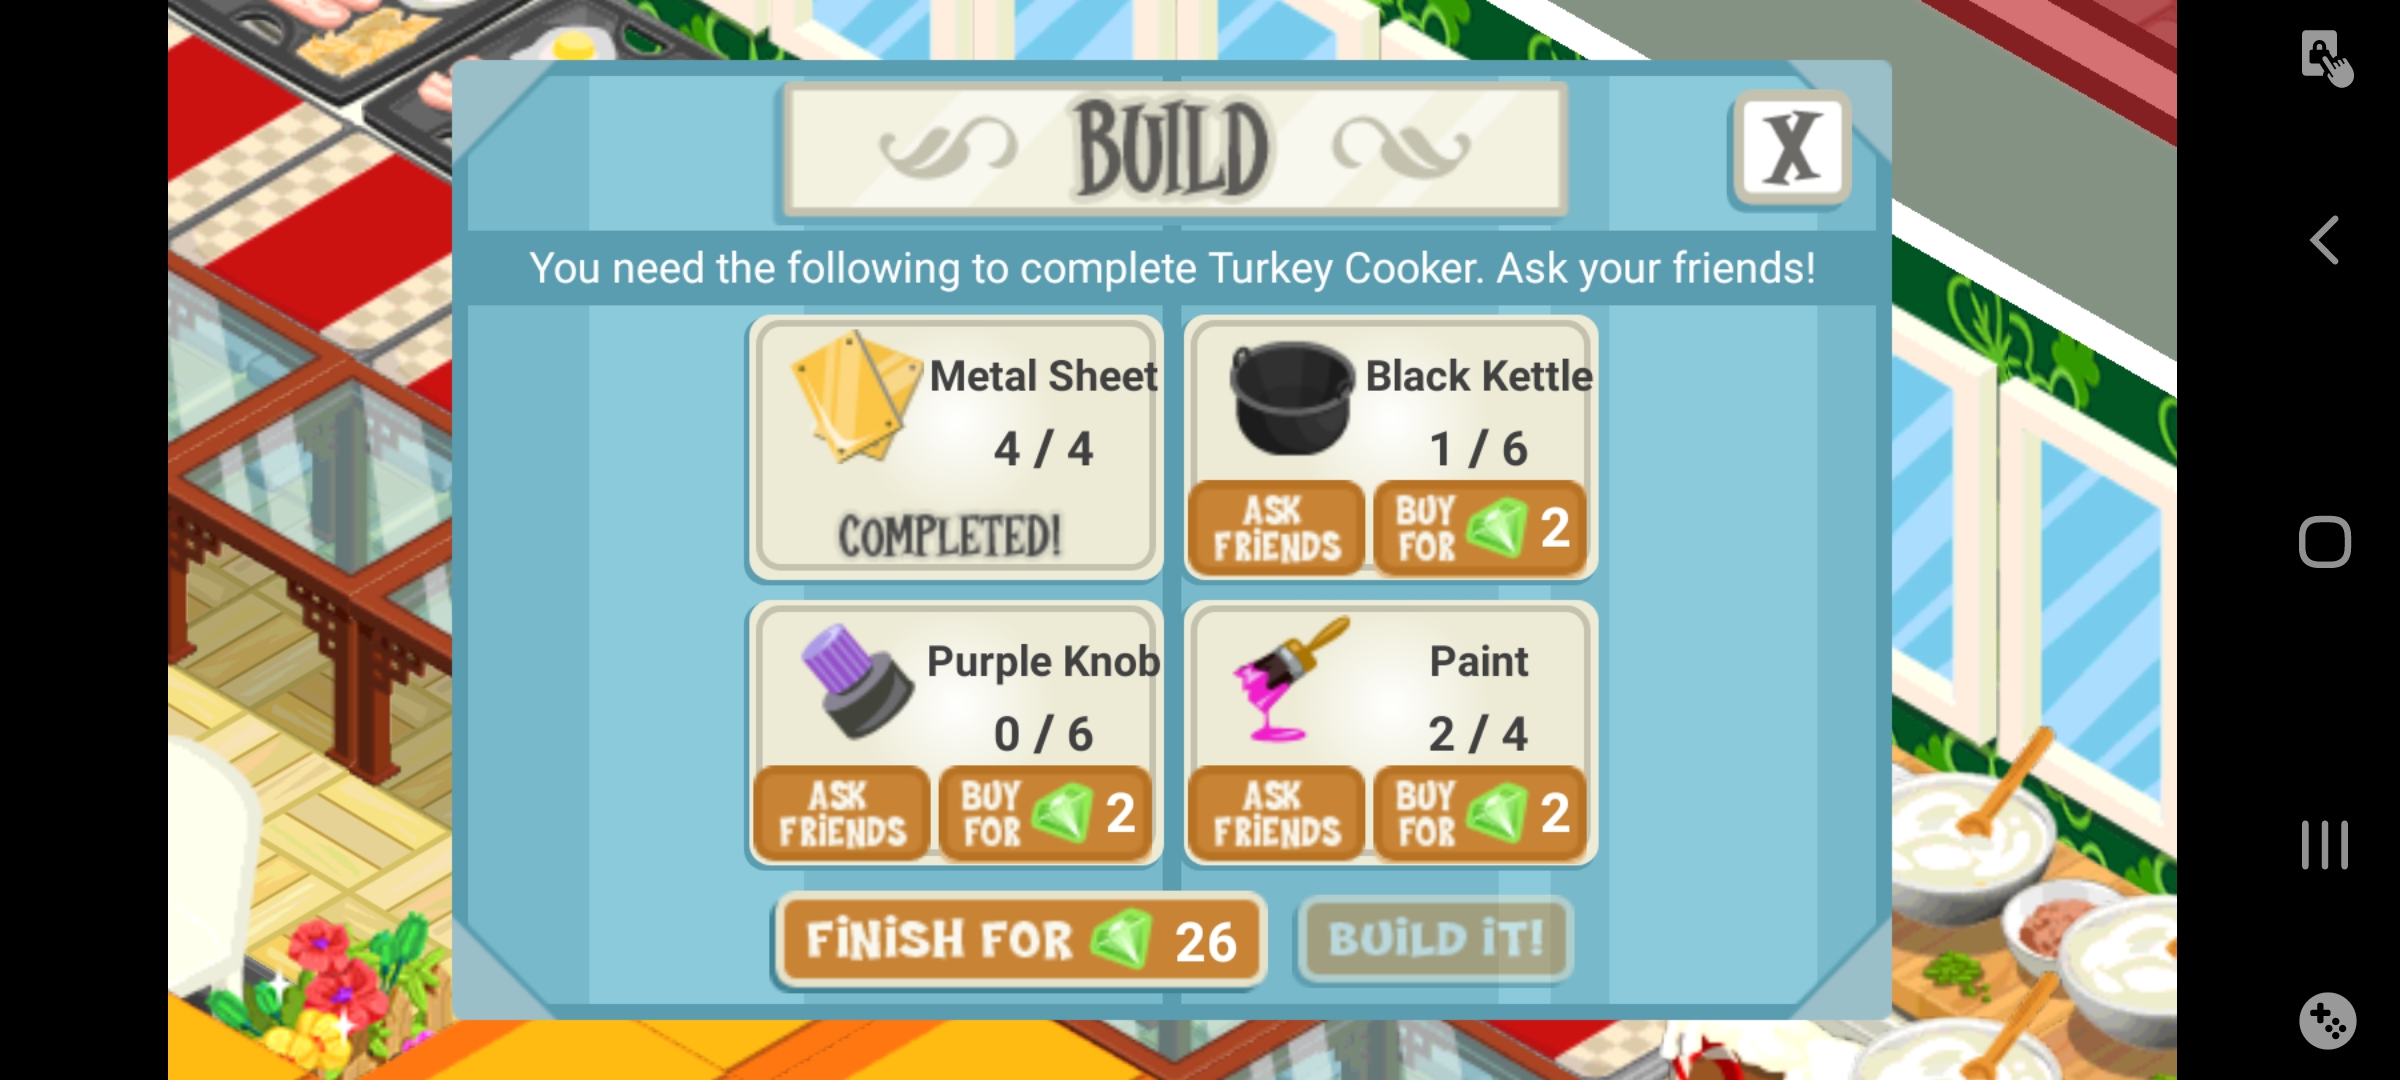 BUILD
X
You need the following to complete Turkey Cooker. Ask your friends!
Metal Sheet
4 / 4
COMPLETED!
Black Kettle
1 / 6
ASK
FRiENDS
BUY
FOR
2
Purple Knob
0 / 6
ASK
FRiENDS
BUY
FOR
2
Paint
2 / 4
ASK
FRiENDS
BUY
FOR
2
FiNiSH FOR 26
BUiLD iT!